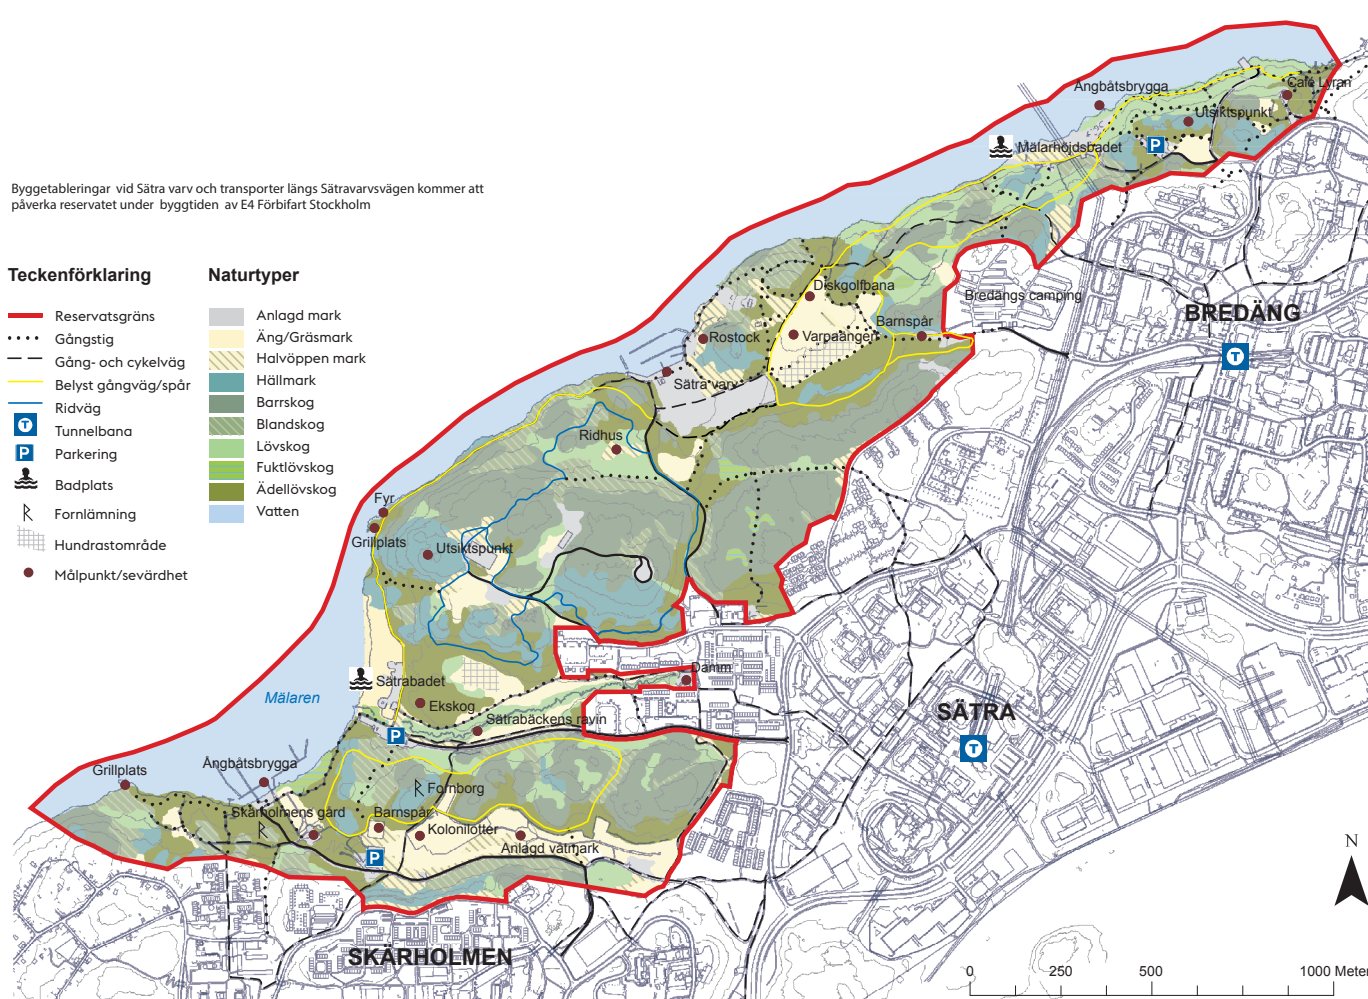 Byggetableringar vid Sätra varv och transporter längs Sätravarvsvägen kommer att
påverka reservatet under byggtiden av E4 Förbifart Stockholm
Teckenförklaring
Reservatsgräns
Gångstig
Gång- och cykelväg
Belyst gångväg/spår
Ridväg
T Tunnelbana
P Parkering
Badplats
Fornlämning
Hundrastområde
Målpunkt/sevärdhet
Naturtyper
Anlagd mark
Äng/Gräsmark
Halvöppen mark
Hällmark
Barrskog
Blandskog
Lövskog
Fuktlövskog
Ädellövskog
Vatten
Café Lyran
Ångbåtsbrygga
Utsiktspunkt
P
Mälarhöjdsbadet
Diskgolfbana
Bredängs camping
BREDÄNG
T
Barnspår
Varpaängen
Rostock
Sätra varv
Ridhus
Fyr
Grillplats
Utsiktspunkt
Damm
Sätrabadet
Mälaren
Ekskog
Sätrabäckens ravin
SÄTRA
T
P
Ångbåtsbrygga
Grillplats
Fornborg
Skärholmens gård
Barnspår
Kolonilotter
Anlagd våtmark
P
SKÄRHOLMEN
N
0 250 500 1000 Meter